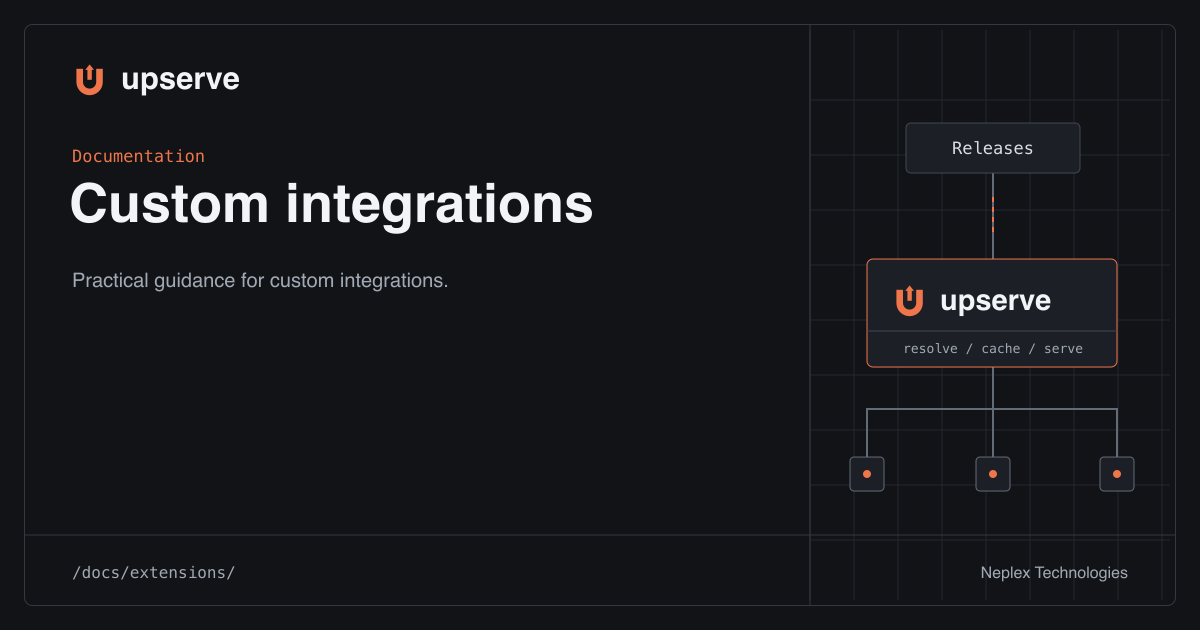 upserve
Documentation
Custom integrations
Practical guidance for custom integrations.
Releases
upserve
resolve / cache / serve
/docs/extensions/
Neplex Technologies